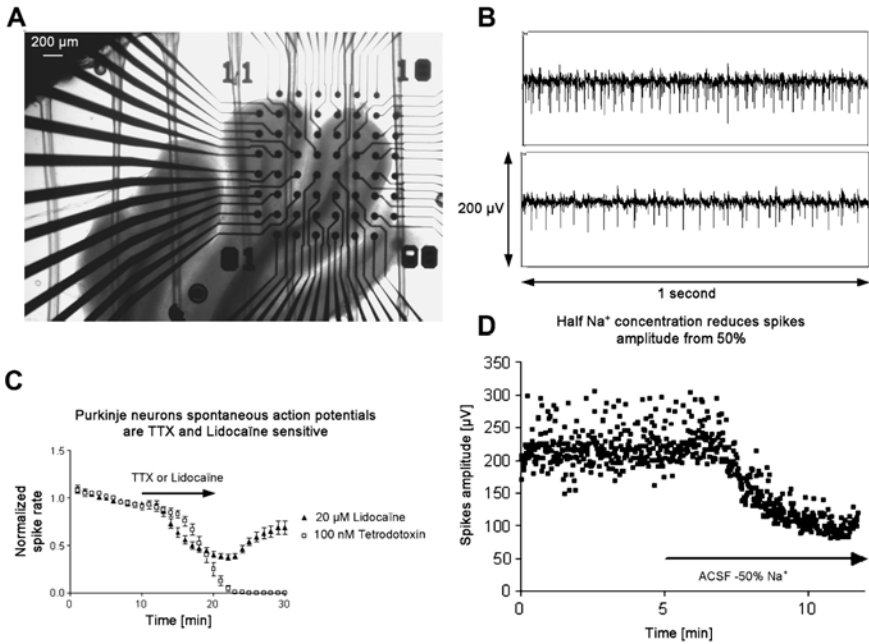 A
200 µm
11
10
01
B
200 µV
1 second
C
Purkinje neurons spontaneous action potentials
are TTX and Lidocaïne sensitive
Normalized
spike rate
1.5
1.0
0.5
0.0
TTX or Lidocaïne
20 µM Lidocaïne
100 nM Tetrodotoxin
0
10
20
30
Time [min]
D
Half Na⁺ concentration reduces spikes
amplitude from 50%
Spikes amplitude [µV]
350
300
250
200
150
100
50
0
ACSF -50% Na⁺
0
5
10
Time [min]